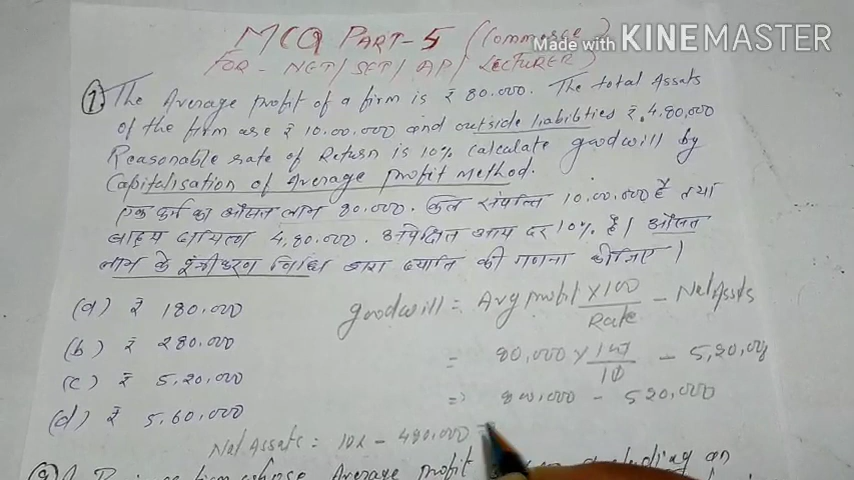 MCQ PART-5 (Commerce)
Made with KINEMASTER
FOR - NET/SET/AP/LECTURER)
1. The Average profit of a firm is ₹ 80.000. The total Assets
of the firm are ₹ 10.00.000 and outside liabilities ₹. 4,80,000
Reasonable rate of Return is 10% calculate goodwill by
Capitalisation of Average profit Method.
एक फर्म का औसत लाभ 80.000. कुल संपत्ति 10.00.000 है तथा
बाह्य दायित्व 4,80.000. अपेक्षित आय दर 10% है। औसत
लाभ के पूंजीकरण विधि द्वारा ख्याति की गणना कीजिए।
(a) ₹ 180.000
goodwill = Avg profit × 100 / Rate - Net Assets
(b) ₹ 280.000
= 80,000 × 100 / 10 - 5,20,000
(c) ₹ 5.20.000
=> 800,000 - 520,000
(d) ₹ 5,60.000
Net Assets = 10L - 480,000 =
Average profit